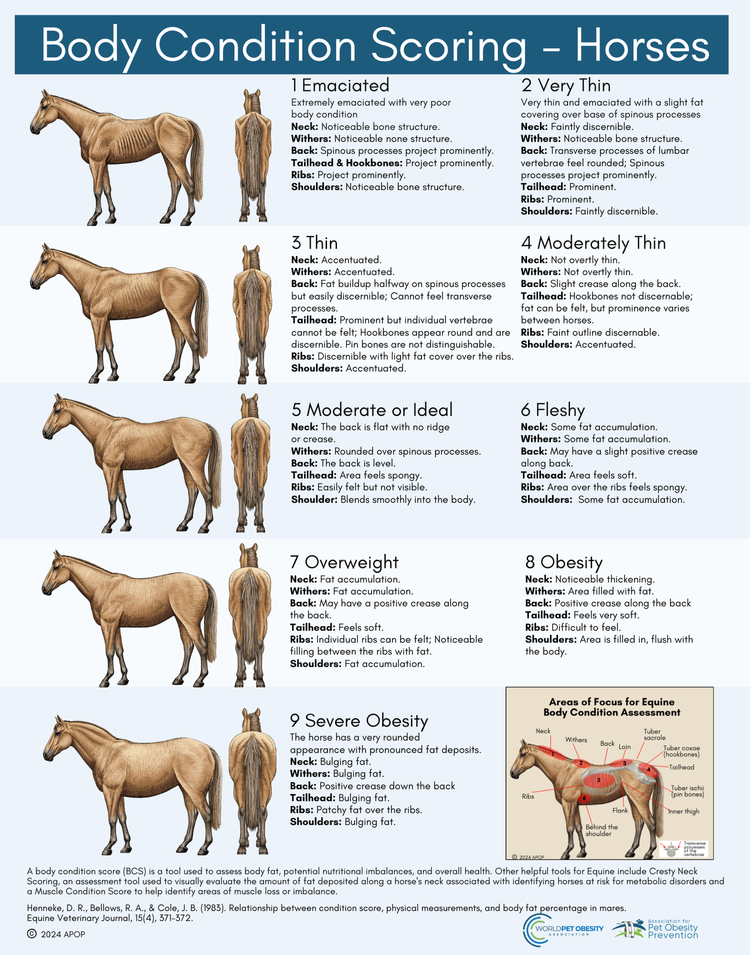 Body Condition Scoring – Horses
1 Emaciated
Extremely emaciated with very poor
body condition
Neck: Noticeable bone structure.
Withers: Noticeable none structure.
Back: Spinous processes project prominently.
Tailhead & Hookbones: Project prominently.
Ribs: Project prominently.
Shoulders: Noticeable bone structure.
2 Very Thin
Very thin and emaciated with a slight fat
covering over base of spinous processes
Neck: Faintly discernible.
Withers: Noticeable bone structure.
Back: Transverse processes of lumbar
vertebrae feel rounded; Spinous
processes project prominently.
Tailhead: Prominent.
Ribs: Prominent.
Shoulders: Faintly discernible.
3 Thin
Neck: Accentuated.
Withers: Accentuated.
Back: Fat buildup halfway on spinous processes
but easily discernible; Cannot feel transverse
processes.
Tailhead: Prominent but individual vertebrae
cannot be felt; Hookbones appear round and are
discernible. Pin bones are not distinguishable.
Ribs: Discernible with light fat cover over the ribs.
Shoulders: Accentuated.
4 Moderately Thin
Neck: Not overtly thin.
Withers: Not overtly thin.
Back: Slight crease along the back.
Tailhead: Hookbones not discernable;
fat can be felt, but prominence varies
between horses.
Ribs: Faint outline discernable.
Shoulders: Accentuated.
5 Moderate or Ideal
Neck: The back is flat with no ridge
or crease.
Withers: Rounded over spinous processes.
Back: The back is level.
Tailhead: Area feels spongy.
Ribs: Easily felt but not visible.
Shoulder: Blends smoothly into the body.
6 Fleshy
Neck: Some fat accumulation.
Withers: Some fat accumulation.
Back: May have a slight positive crease
along back.
Tailhead: Area feels soft.
Ribs: Area over the ribs feels spongy.
Shoulders: Some fat accumulation.
7 Overweight
Neck: Fat accumulation.
Withers: Fat accumulation.
Back: May have a positive crease along
the back.
Tailhead: Feels soft.
Ribs: Individual ribs can be felt; Noticeable
filling between the ribs with fat.
Shoulders: Fat accumulation.
8 Obesity
Neck: Noticeable thickening.
Withers: Area filled with fat.
Back: Positive crease along the back
Tailhead: Feels very soft.
Ribs: Difficult to feel.
Shoulders: Area is filled in, flush with
the body.
9 Severe Obesity
The horse has a very rounded
appearance with pronounced fat deposits.
Neck: Bulging fat.
Withers: Bulging fat.
Back: Positive crease down the back
Tailhead: Bulging fat.
Ribs: Patchy fat over the ribs.
Shoulders: Bulging fat.
Areas of Focus for Equine
Body Condition Assessment
Neck
Withers
Back
Loin
Tuber
sacrale
Tuber coxae
(hookbones)
Tailhead
Tuber ischii
(pin bones)
Inner thigh
Flank
Behind the
shoulder
Ribs
1
2
3
4
5
6
Transverse
processes
of the
vertebrae
© 2024 APOP
A body condition score (BCS) is a tool used to assess body fat, potential nutritional imbalances, and overall health. Other helpful tools for Equine include Cresty Neck
Scoring, an assessment tool used to visually evaluate the amount of fat deposited along a horse's neck associated with identifying horses at risk for metabolic disorders and
a Muscle Condition Score to help identify areas of muscle loss or imbalance.
Henneke, D. R., Bellows, R. A., & Cole, J. B. (1983). Relationship between condition score, physical measurements, and body fat percentage in mares.
Equine Veterinary Journal, 15(4), 371-372.
© 2024 APOP
WORLD PET OBESITY
ASSOCIATION
Association for
Pet Obesity
Prevention